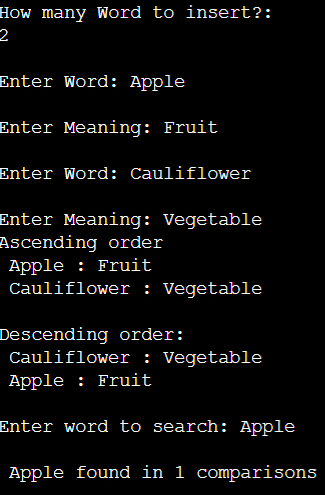 How many Word to insert?:
2
Enter Word: Apple
Enter Meaning: Fruit
Enter Word: Cauliflower
Enter Meaning: Vegetable
Ascending order
Apple : Fruit
Cauliflower : Vegetable
Descending order:
Cauliflower : Vegetable
Apple : Fruit
Enter word to search: Apple
Apple found in 1 comparisons